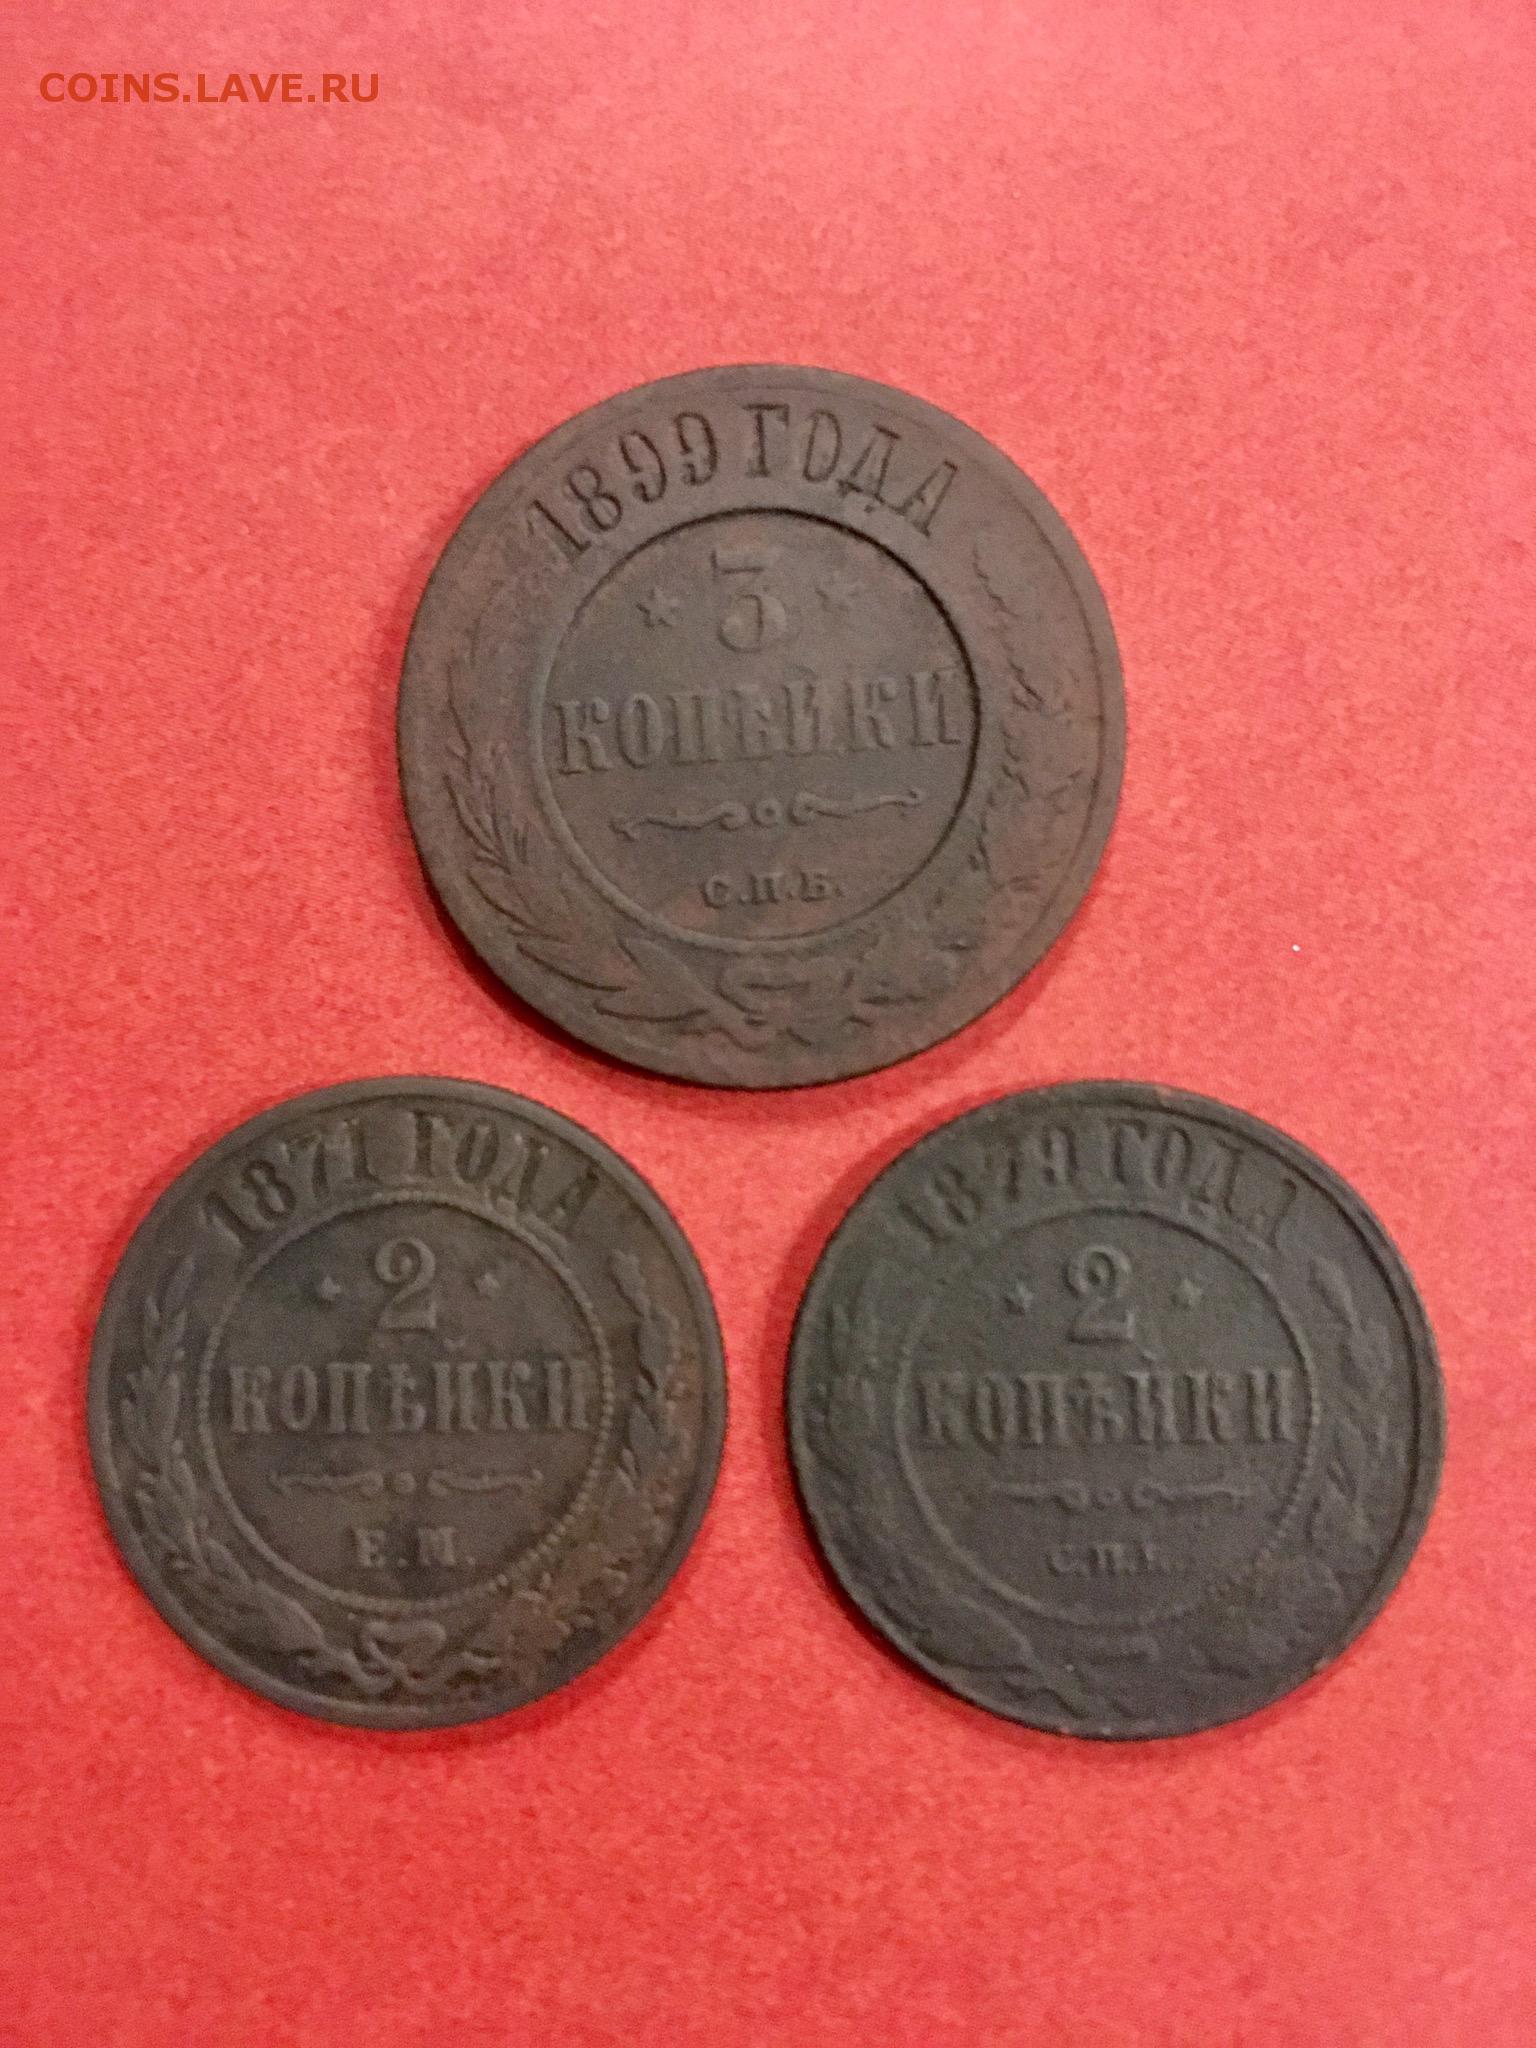 COINS.LAVE.RU
1899 ГОДА
3
КОПѢЙКИ
С.П.Б.
1871 ГОДА
2
КОПѢЙКИ
Е.М.
1879 ГОДА
2
КОПѢЙКИ
С.П.Б.